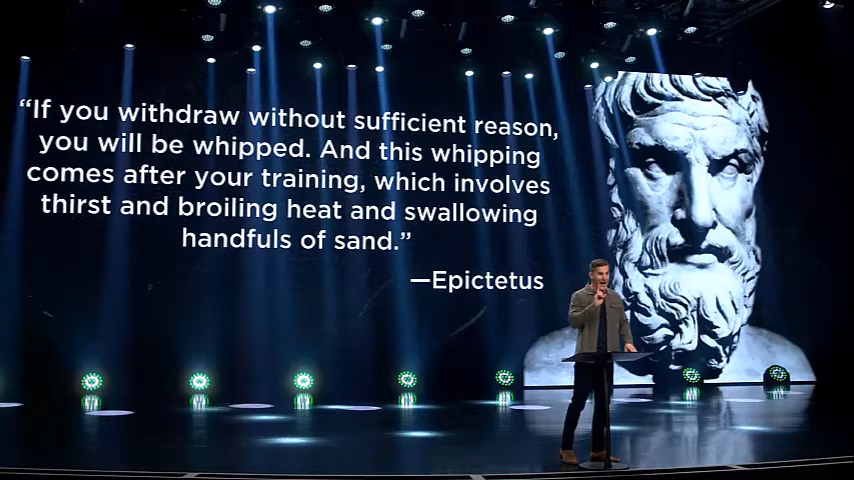 “If you withdraw without sufficient reason,
you will be whipped. And this whipping
comes after your training, which involves
thirst and broiling heat and swallowing
handfuls of sand.”
—Epictetus